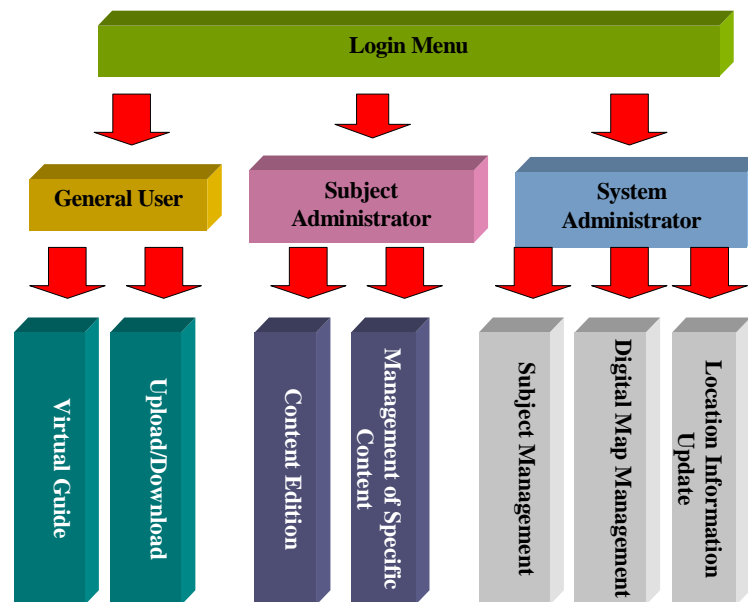 Login Menu
General User
Subject
Administrator
System
Administrator
Virtual Guide
Upload/Download
Content Edition
Management of Specific
Content
Subject Management
Digital Map Management
Location Information
Update